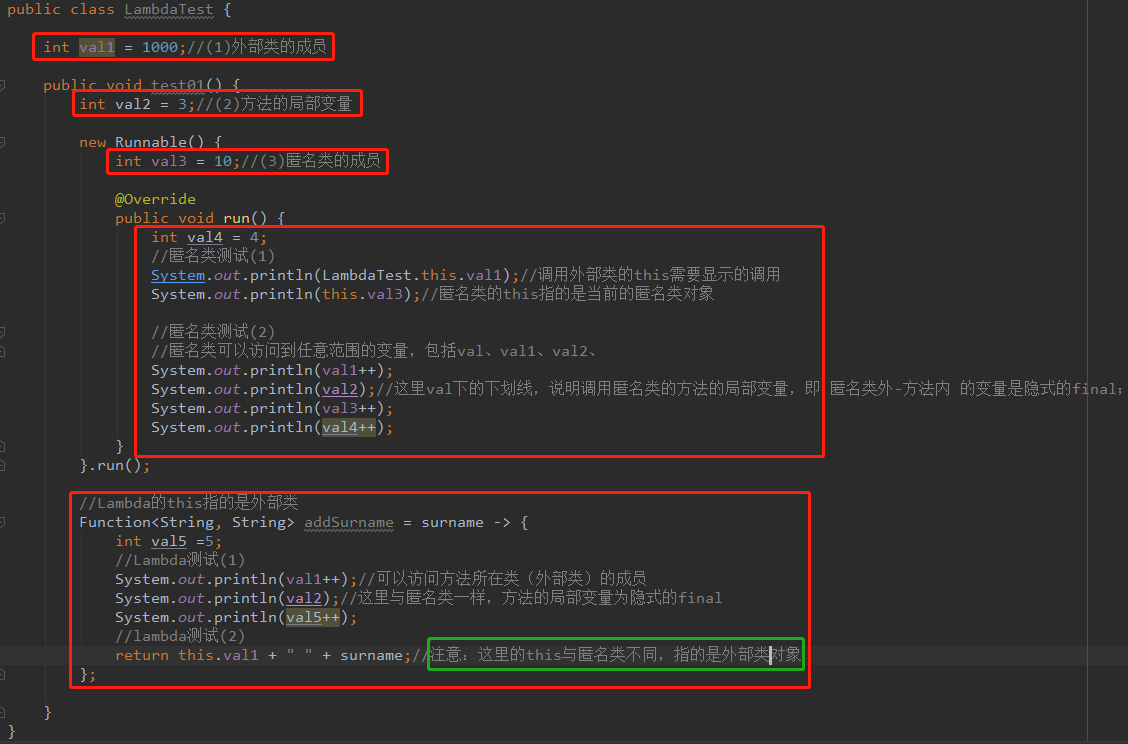 public class LambdaTest {
int val1 = 1000;//(1)外部类的成员
public void test01() {
int val2 = 3;//(2)方法的局部变量
new Runnable() {
int val3 = 10;//(3)匿名类的成员
@Override
public void run() {
int val4 = 4;
//匿名类测试(1)
System.out.println(LambdaTest.this.val1);//调用外部类的this需要显示的调用
System.out.println(this.val3);//匿名类的this指的是当前的匿名类对象
//匿名类测试(2)
//匿名类可以访问到任意范围的变量，包括val、val1、val2、
System.out.println(val1++);
System.out.println(val2);//这里val下的下划线，说明调用匿名类的方法的局部变量，即 匿名类外-方法内 的变量是隐式的final；
System.out.println(val3++);
System.out.println(val4++);
}
}.run();
//Lambda的this指的是外部类
Function<String, String> addSurname = surname -> {
int val5 =5;
//Lambda测试(1)
System.out.println(val1++);//可以访问方法所在类（外部类）的成员
System.out.println(val2);//这里与匿名类一样，方法的局部变量为隐式的final
System.out.println(val5++);
//lambda测试(2)
return this.val1 + " " + surname;//注意：这里的this与匿名类不同，指的是外部类对象
};
}
}